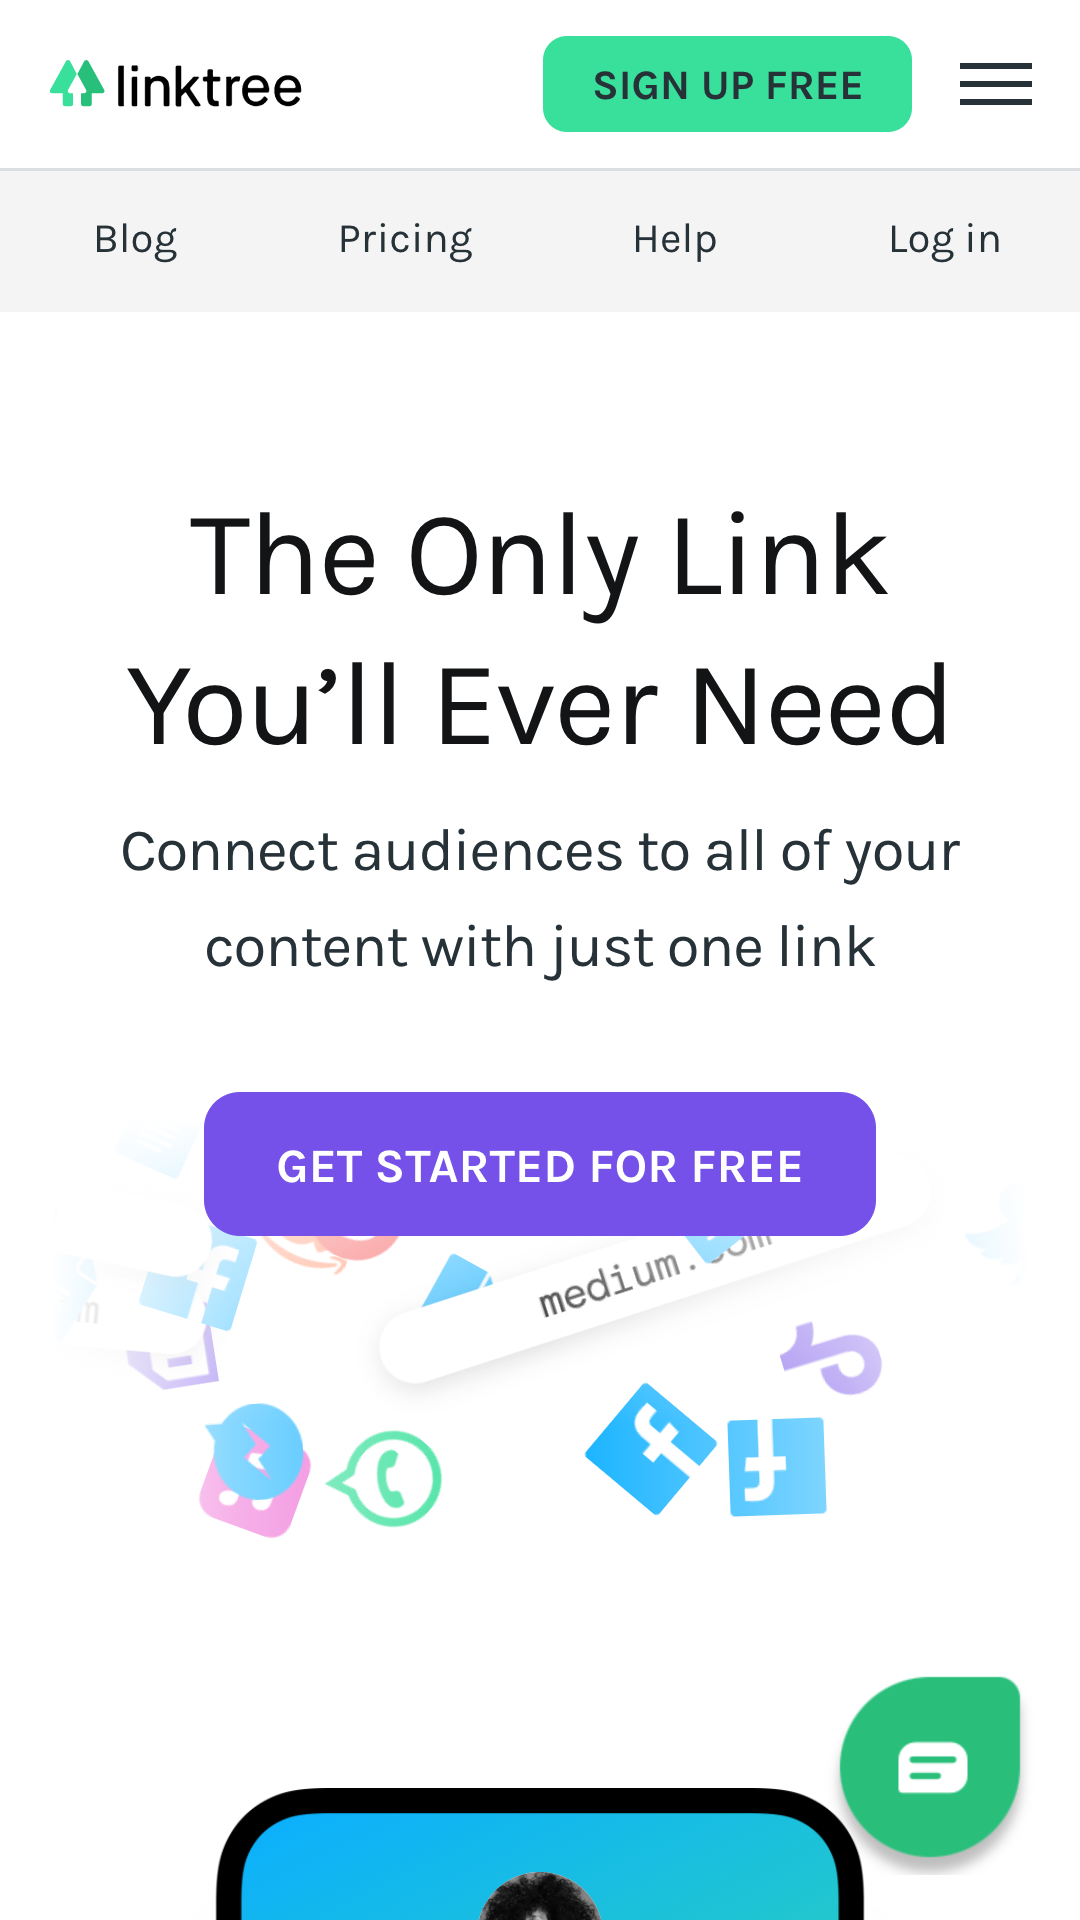 linktree
SIGN UP FREE
Blog Pricing Help Log in
The Only Link
You’ll Ever Need
Connect audiences to all of your
content with just one link
GET STARTED FOR FREE
medium.com
m